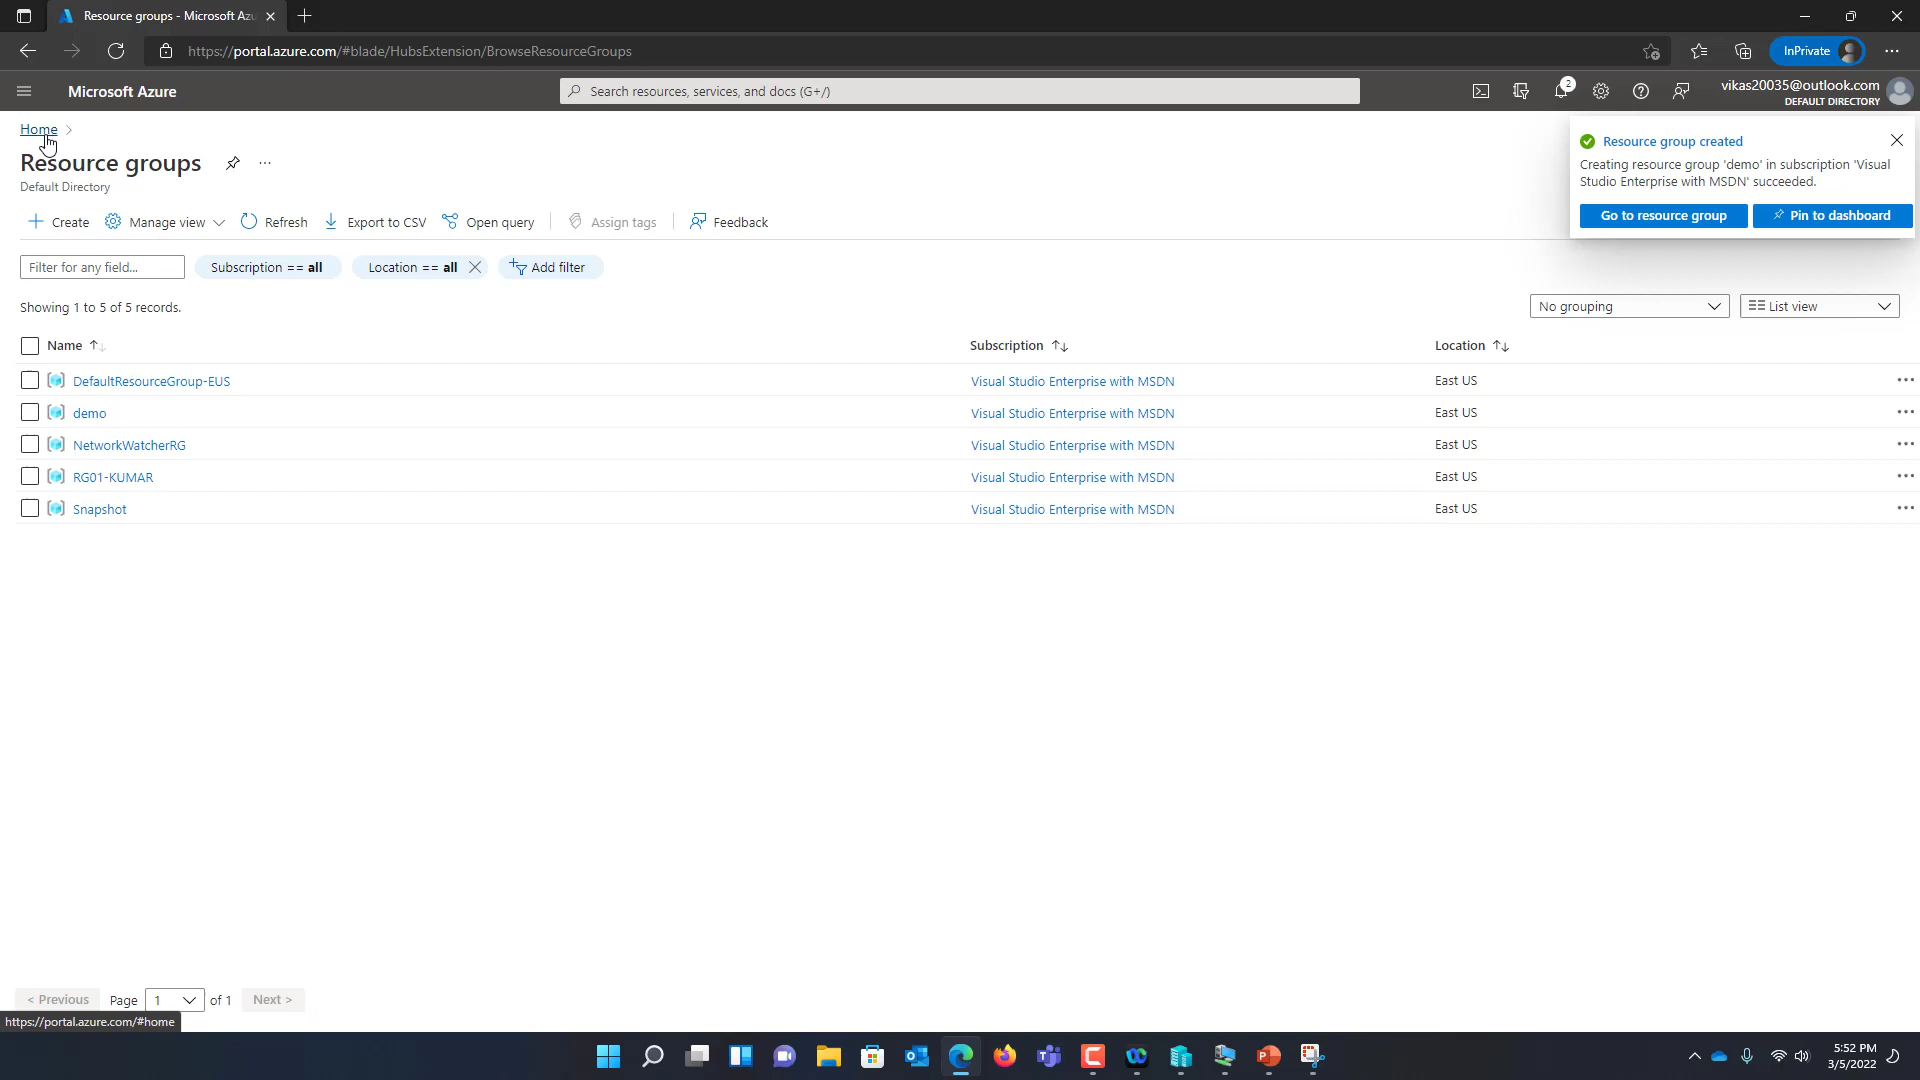 Resource groups - Microsoft Azu
https://portal.azure.com/#blade/HubsExtension/BrowseResourceGroups
InPrivate
Microsoft Azure
Search resources, services, and docs (G+/)
2
vikas20035@outlook.com
DEFAULT DIRECTORY
Home
Resource groups
Default Directory
Resource group created
Creating resource group 'demo' in subscription 'Visual
Studio Enterprise with MSDN' succeeded.
Go to resource group Pin to dashboard
Create Manage view Refresh Export to CSV Open query Assign tags Feedback
Filter for any field... Subscription == all Location == all Add filter
Showing 1 to 5 of 5 records. No grouping List view
Name Subscription Location
DefaultResourceGroup-EUS Visual Studio Enterprise with MSDN East US
demo Visual Studio Enterprise with MSDN East US
NetworkWatcherRG Visual Studio Enterprise with MSDN East US
RG01-KUMAR Visual Studio Enterprise with MSDN East US
Snapshot Visual Studio Enterprise with MSDN East US
< Previous Page 1 of 1 Next >
https://portal.azure.com/#home
5:52 PM
3/5/2022